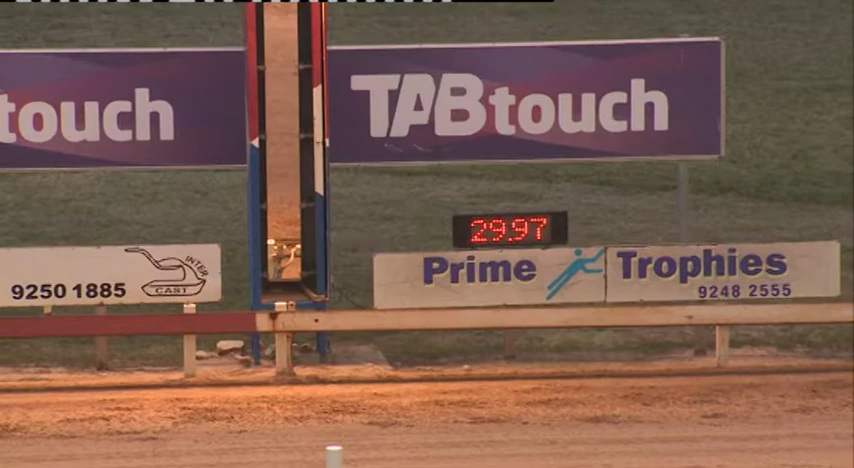 touch
TABtouch
29.97
9250 1885
INTER
CAST
Prime
Trophies
9248 2555